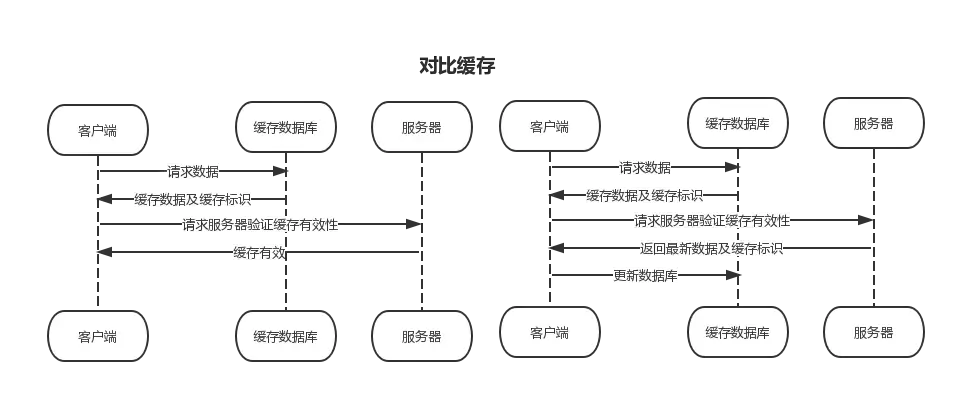 对比缓存
客户端
缓存数据库
服务器
请求数据
缓存数据及缓存标识
请求服务器验证缓存有效性
缓存有效
客户端
缓存数据库
服务器
客户端
缓存数据库
服务器
请求数据
缓存数据及缓存标识
请求服务器验证缓存有效性
返回最新数据及缓存标识
更新数据库
客户端
缓存数据库
服务器